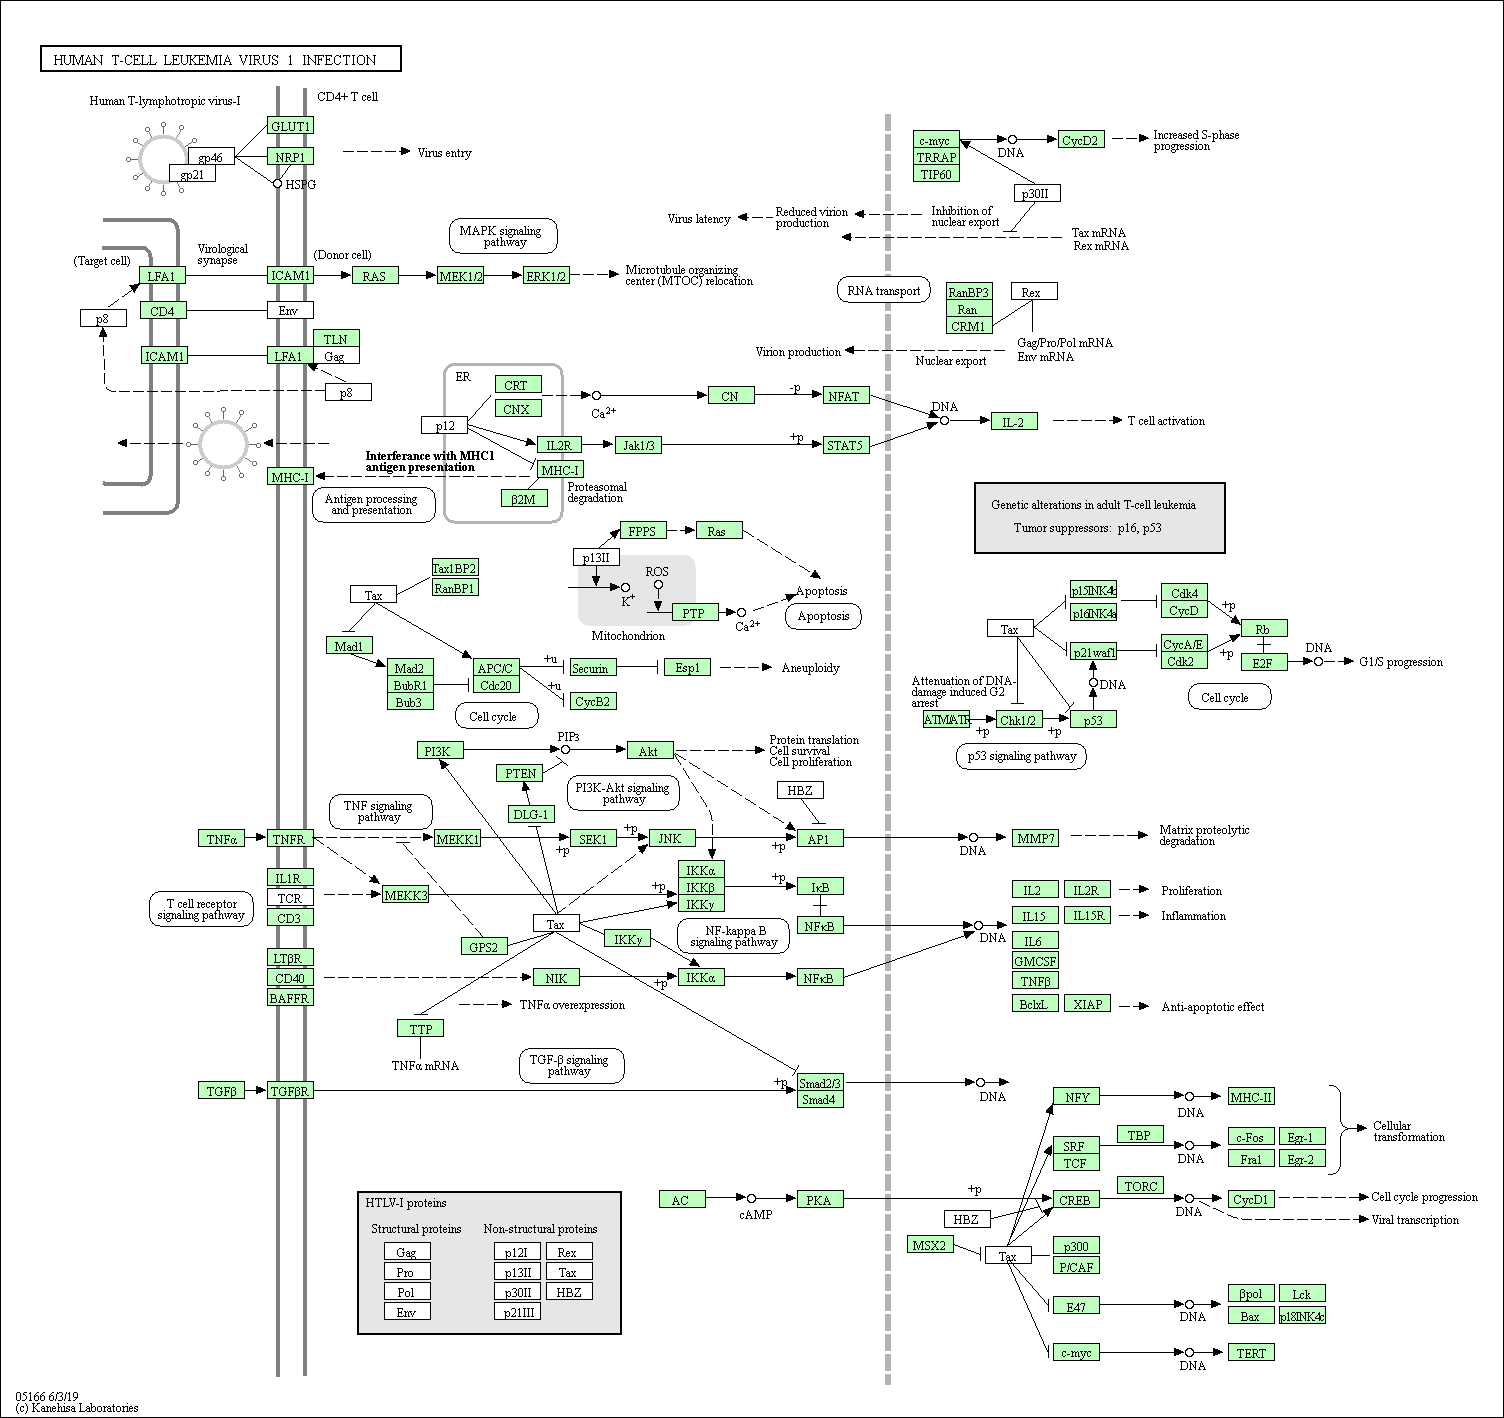 HUMAN T-CELL LEUKEMIA VIRUS 1 INFECTION
Human T-lymphotropic virus-I
CD4+ T cell
GLUT1
gp46
NRP1
gp21
HSPG
Virus entry
c-myc
TRRAP
TIP60
DNA
CycD2
Increased S-phase
progression
p30II
Virus latency
Reduced virion
production
Inhibition of
nuclear export
Tax mRNA
Rex mRNA
(Target cell)
Virological
synapse
(Donor cell)
MAPK signaling
pathway
LFA1
ICAM1
RAS
MEK1/2
ERK1/2
Microtubule organizing
center (MTOC) relocation
p8
CD4
Env
ICAM1
LFA1
TLN
Gag
p8
RNA transport
RanBP3
Ran
CRM1
Rex
Gag/Pro/Pol mRNA
Env mRNA
Virion production
Nuclear export
ER
CRT
CNX
p12
Ca2+
CN
-p
NFAT
DNA
IL-2
T cell activation
IL2R
Jak1/3
+p
STAT5
Interferance with MHC1
antigen presentation
MHC-I
MHC-I
β2M
Proteasomal
degradation
Antigen processing
and presentation
Genetic alterations in adult T-cell leukemia
Tumor suppressors: p16, p53
FPPS
Ras
p13II
ROS
K+
PTP
Ca2+
Mitochondrion
Apoptosis
Apoptosis
Tax1BP2
RanBP1
Tax
Mad1
Mad2
BubR1
Bub3
APC/C
Cdc20
+u
+u
Securin
CycB2
Esp1
Aneuploidy
Cell cycle
p15INK4b
p16INK4a
Cdk4
CycD
+p
Tax
p21waf1
CycA/E
Cdk2
+p
Rb
E2F
DNA
G1/S progression
DNA
Attenuation of DNA-
damage induced G2
arrest
ATM/ATR
+p
Chk1/2
+p
p53
Cell cycle
p53 signaling pathway
PI3K
PIP3
Akt
Protein translation
Cell survival
Cell proliferation
PTEN
DLG-1
PI3K-Akt signaling
pathway
HBZ
TNF signaling
pathway
TNFα
TNFR
MEKK1
+p
SEK1
+p
JNK
+p
AP1
DNA
MMP7
Matrix proteolytic
degradation
IL1R
TCR
CD3
T cell receptor
signaling pathway
MEKK3
+p
IKKα
IKKβ
IKKγ
+p
IκB
NFκB
Tax
GPS2
IKKγ
NF-kappa B
signaling pathway
DNA
IL2
IL2R
Proliferation
IL15
IL15R
Inflammation
IL6
GMCSF
TNFβ
BclxL
XIAP
Anti-apoptotic effect
LTβR
CD40
BAFFR
NIK
+p
IKKα
NFκB
TNFα overexpression
TTP
TNFα mRNA
TGF-β signaling
pathway
TGFβ
TGFβR
+p
Smad2/3
Smad4
DNA
NFY
DNA
MHC-II
SRF
TCF
TBP
DNA
c-Fos
Egr-1
Fra1
Egr-2
Cellular
transformation
AC
cAMP
PKA
+p
CREB
TORC
DNA
CycD1
Cell cycle progression
Viral transcription
HBZ
MSX2
Tax
p300
P/CAF
E47
DNA
βpol
Lck
Bax
p18INK4c
c-myc
DNA
TERT
HTLV-I proteins
Structural proteins
Non-structural proteins
Gag
p12I
Rex
Pro
p13II
Tax
Pol
p30II
HBZ
Env
p21III
05166 6/3/19
(c) Kanehisa Laboratories